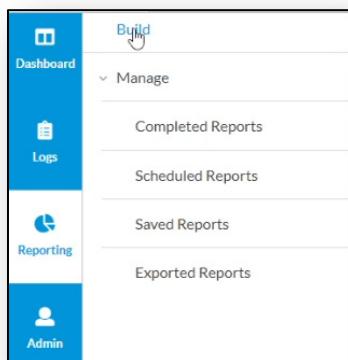 Dashboard
Logs
Reporting
Admin
Build
Manage
Completed Reports
Scheduled Reports
Saved Reports
Exported Reports